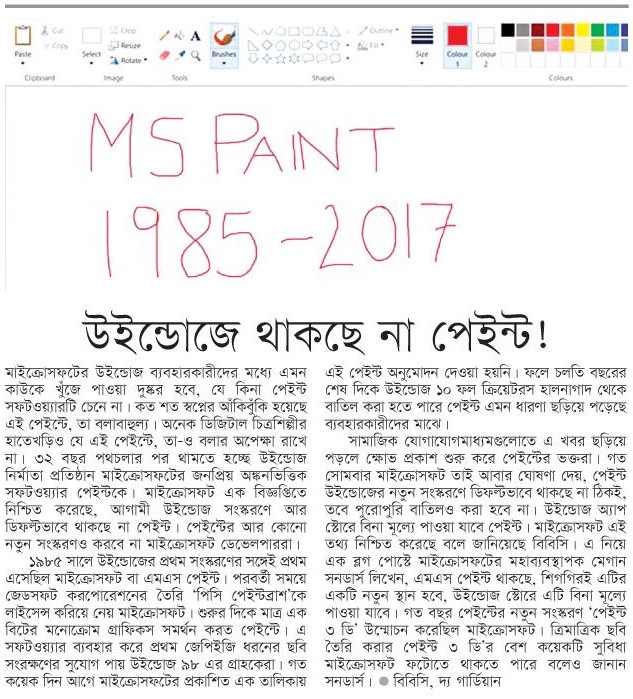 Paste
Cut
Copy
Clipboard
Select
Crop
Resize
Rotate
Image
A
Tools
Brushes
Outline
Fill
Shapes
Size
Colour
1
Colour
2
Colours
MS PAINT
1985-2017
উইন্ডোজে থাকছে না পেইন্ট!
মাইক্রোসফটের উইন্ডোজ ব্যবহারকারীদের মধ্যে এমন
কাউকে খুঁজে পাওয়া দুষ্কর হবে, যে কিনা পেইন্ট
সফটওয়্যারটি চেনে না। কত শত স্বপ্নের আঁকিবুঁকি হয়েছে
এই পেইন্টে, তা বলাবাহুল্য। অনেক ডিজিটাল চিত্রশিল্পীর
হাতেখড়িও যে এই পেইন্টে, তা-ও বলার অপেক্ষা রাখে
না। ৩২ বছর পথচলার পর থামতে হচ্ছে উইন্ডোজ
নির্মাতা প্রতিষ্ঠান মাইক্রোসফটের জনপ্রিয় অঙ্কনভিত্তিক
সফটওয়্যার পেইন্টকে। মাইক্রোসফট এক বিজ্ঞপ্তিতে
নিশ্চিত করেছে, আগামী উইন্ডোজ সংস্করণে আর
ডিফল্টভাবে থাকছে না পেইন্ট। পেইন্টের আর কোনো
নতুন সংস্করণও করবে না মাইক্রোসফট ডেভেলপাররা।
১৯৮৫ সালে উইন্ডোজের প্রথম সংস্করণের সঙ্গেই প্রথম
এসেছিল মাইক্রোসফট বা এমএস পেইন্ট। পরবর্তী সময়ে
জেডসফট করপোরেশনের তৈরি ‘পিসি পেইন্টব্রাশ’কে
লাইসেন্স করিয়ে নেয় মাইক্রোসফট। শুরুর দিকে মাত্র এক
বিটের মনোক্রোম গ্রাফিকস সমর্থন করত পেইন্টে। এ
সফটওয়্যার ব্যবহার করে প্রথম জেপিইজি ধরনের ছবি
সংরক্ষণের সুযোগ পায় উইন্ডোজ ৯৮ এর গ্রাহকেরা। গত
কয়েক দিন আগে মাইক্রোসফটের প্রকাশিত এক তালিকায়
এই পেইন্ট অনুমোদন দেওয়া হয়নি। ফলে চলতি বছরের
শেষ দিকে উইন্ডোজ ১০ ফল ক্রিয়েটরস হালনাগাদ থেকে
বাতিল করা হতে পারে পেইন্ট এমন ধারণা ছড়িয়ে পড়েছে
ব্যবহারকারীদের মাঝে।
সামাজিক যোগাযোগমাধ্যমগুলোতে এ খবর ছড়িয়ে
পড়লে ক্ষোভ প্রকাশ শুরু করে পেইন্টের ভক্তরা। গত
সোমবার মাইক্রোসফট তাই আবার ঘোষণা দেয়, পেইন্ট
উইন্ডোজের নতুন সংস্করণে ডিফল্টভাবে থাকছে না ঠিকই,
তবে পুরোপুরি বাতিলও করা হবে না। উইন্ডোজ অ্যাপ
স্টোরে বিনা মূল্যে পাওয়া যাবে পেইন্ট। মাইক্রোসফট এই
তথ্য নিশ্চিত করেছে বলে জানিয়েছে বিবিসি। এ নিয়ে
এক ব্লগ পোস্টে মাইক্রোসফটের মহাব্যবস্থাপক মেগান
সনডার্স লিখেন, এমএস পেইন্ট থাকছে, শিগগিরই এটির
একটি নতুন স্থান হবে, উইন্ডোজ স্টোরে এটি বিনা মূল্যে
পাওয়া যাবে। গত বছর পেইন্টের নতুন সংস্করণ ‘পেইন্ট
৩ ডি’ উন্মোচন করেছিল মাইক্রোসফট। ত্রিমাত্রিক ছবি
তৈরি করার পেইন্ট ৩ ডি’র বেশ কয়েকটি সুবিধা
মাইক্রোসফট ফটোতে থাকতে পারে বলেও জানান
সনডার্স। ● বিবিসি, দ্য গার্ডিয়ান